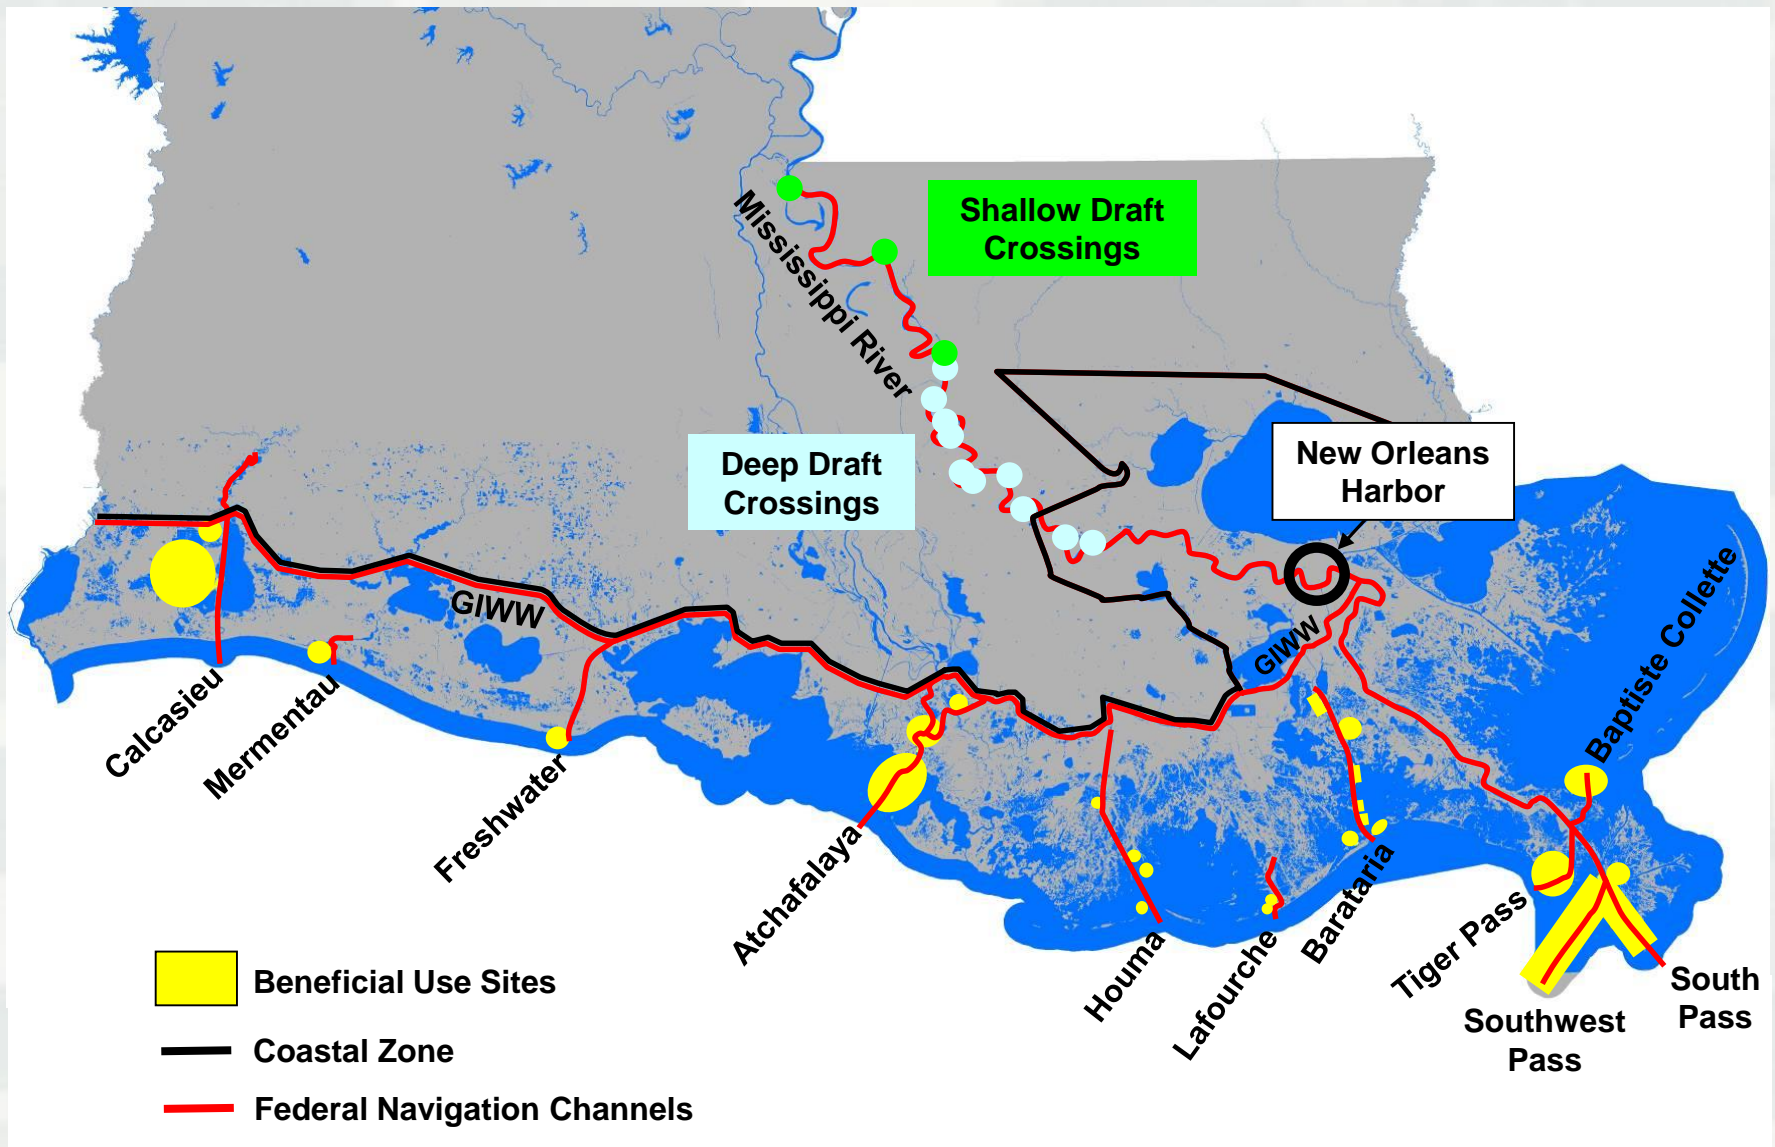 Shallow Draft
Crossings
Mississippi River
Deep Draft
Crossings
New Orleans
Harbor
GIWW
GIWW
Baptiste Collette
Calcasieu
Mermentau
Freshwater
Atchafalaya
Houma
Lafourche
Barataria
Tiger Pass
South
Pass
Southwest
Pass
Beneficial Use Sites
Coastal Zone
Federal Navigation Channels